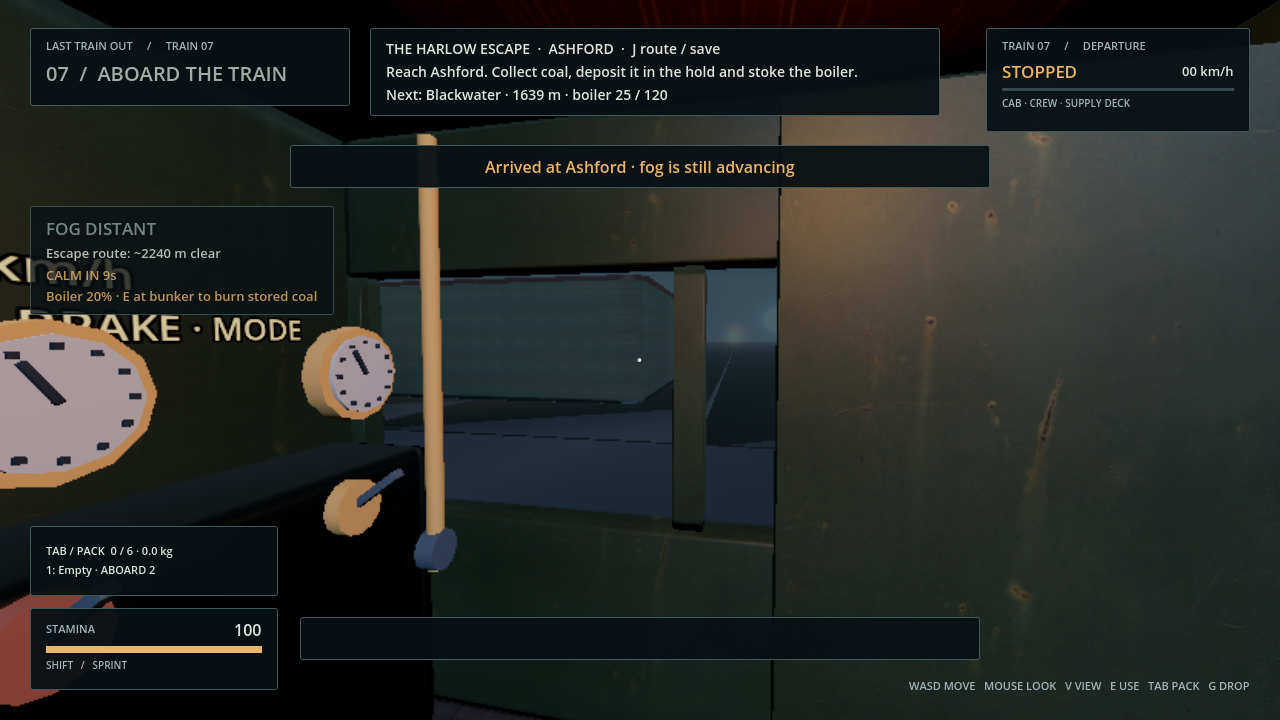 LAST TRAIN OUT / TRAIN 07
07 / ABOARD THE TRAIN
THE HARLOW ESCAPE · ASHFORD · J route / save
Reach Ashford. Collect coal, deposit it in the hold and stoke the boiler.
Next: Blackwater · 1639 m · boiler 25 / 120
TRAIN 07 / DEPARTURE
STOPPED 00 km/h
CAB · CREW · SUPPLY DECK
Arrived at Ashford · fog is still advancing
FOG DISTANT
Escape route: ~2240 m clear
CALM IN 9s
Boiler 20% · E at bunker to burn stored coal
km/h
BRAKE · MODE
TAB / PACK 0 / 6 · 0.0 kg
1: Empty · ABOARD 2
STAMINA 100
SHIFT / SPRINT
WASD MOVE MOUSE LOOK V VIEW E USE TAB PACK G DROP